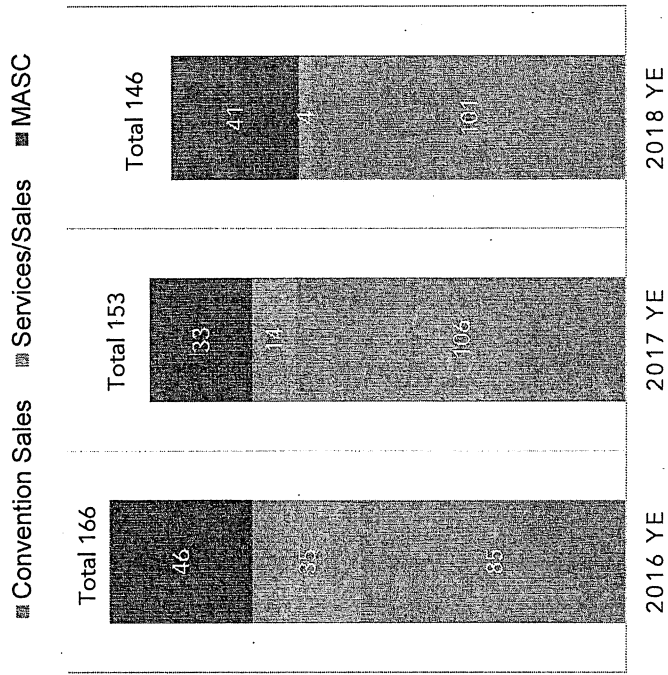 Convention Sales Services/Sales MASC
Total 166
46
35
85
2016 YE
Total 153
33
14
106
2017 YE
Total 146
41
4
101
2018 YE